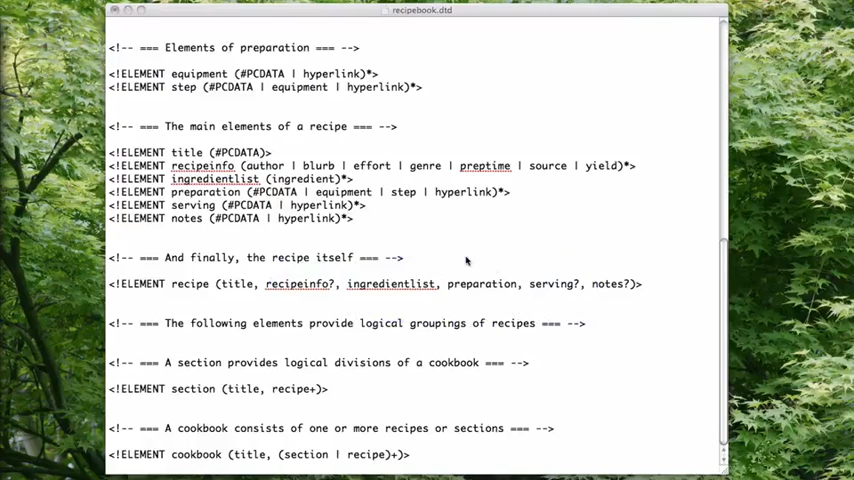 recipebook.dtd
<!-- === Elements of preparation === -->
<!ELEMENT equipment (#PCDATA | hyperlink)*>
<!ELEMENT step (#PCDATA | equipment | hyperlink)*>
<!-- === The main elements of a recipe === -->
<!ELEMENT title (#PCDATA)>
<!ELEMENT recipeinfo (author | blurb | effort | genre | preptime | source | yield)*>
<!ELEMENT ingredientlist (ingredient)*>
<!ELEMENT preparation (#PCDATA | equipment | step | hyperlink)*>
<!ELEMENT serving (#PCDATA | hyperlink)*>
<!ELEMENT notes (#PCDATA | hyperlink)*>
<!-- === And finally, the recipe itself === -->
<!ELEMENT recipe (title, recipeinfo?, ingredientlist, preparation, serving?, notes?)>
<!-- === The following elements provide logical groupings of recipes === -->
<!-- === A section provides logical divisions of a cookbook === -->
<!ELEMENT section (title, recipe+)>
<!-- === A cookbook consists of one or more recipes or sections === -->
<!ELEMENT cookbook (title, (section | recipe)+)>